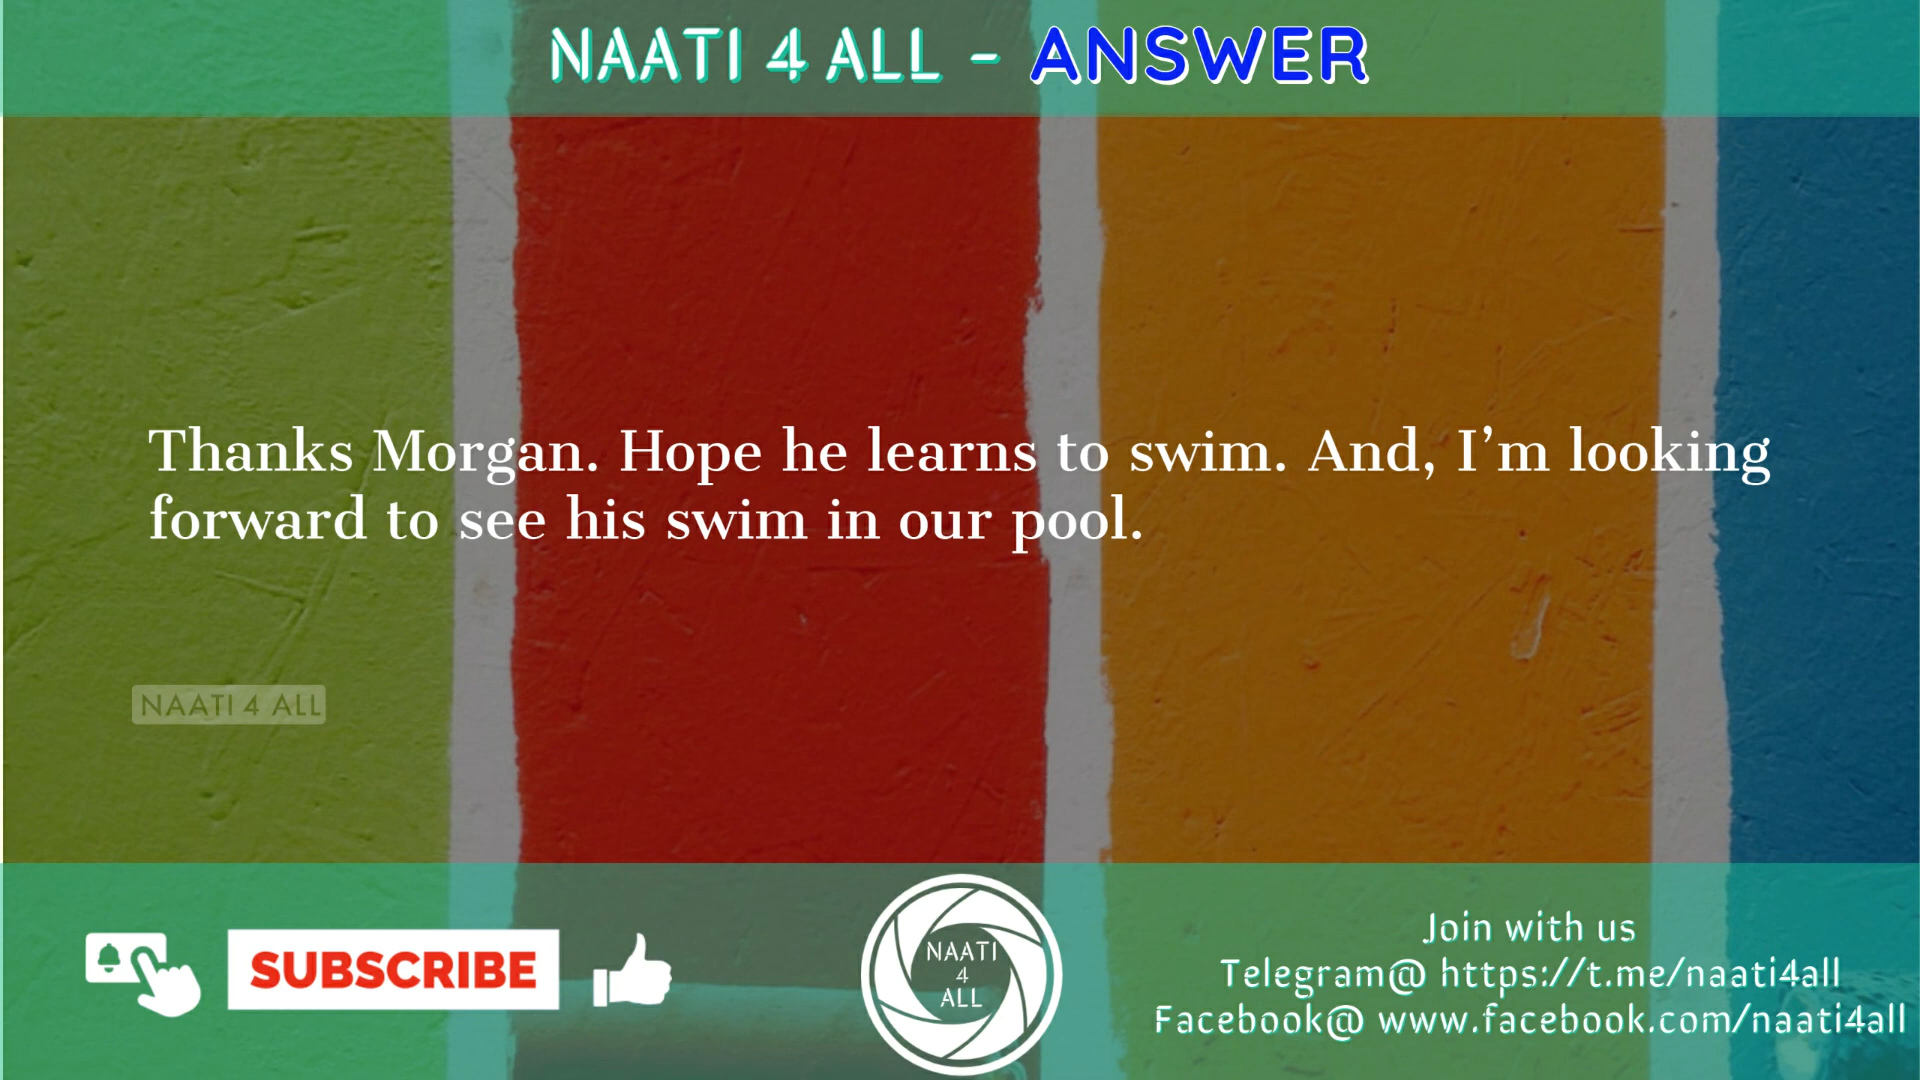 NAATI 4 ALL - ANSWER
Thanks Morgan. Hope he learns to swim. And, I’m looking
forward to see his swim in our pool.
NAATI 4 ALL
SUBSCRIBE
NAATI
4
ALL
Join with us
Telegram@ https://t.me/naati4all
Facebook@ www.facebook.com/naati4all